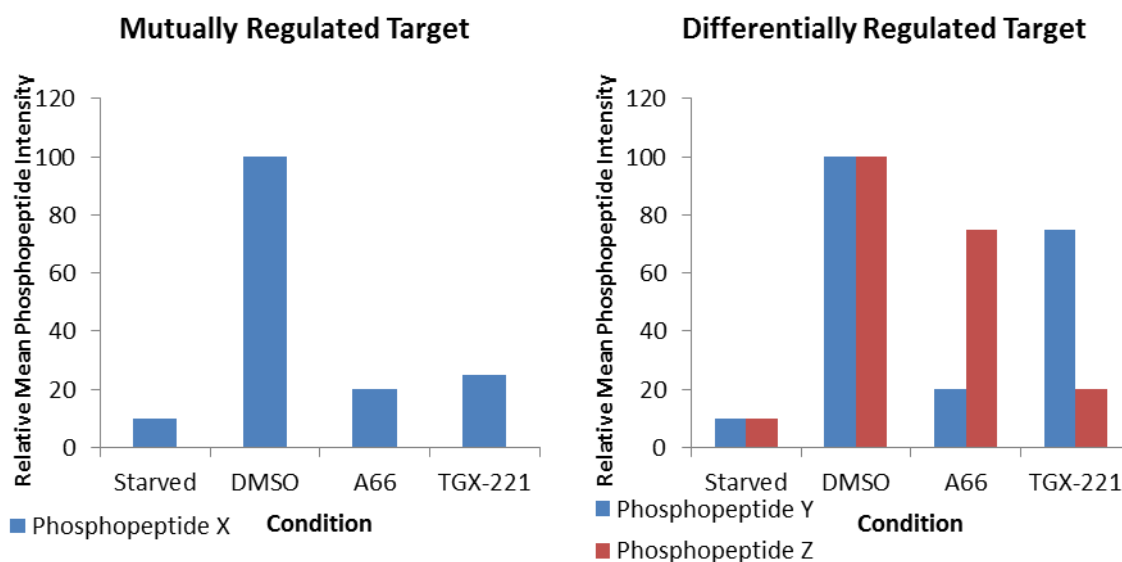 Mutually Regulated Target
Relative Mean Phosphopeptide Intensity
120
100
80
60
40
20
0
Starved DMSO A66 TGX-221
Phosphopeptide X
Condition
Differentially Regulated Target
Relative Mean Phosphopeptide Intensity
120
100
80
60
40
20
0
Starved DMSO A66 TGX-221
Phosphopeptide Y
Condition
Phosphopeptide Z